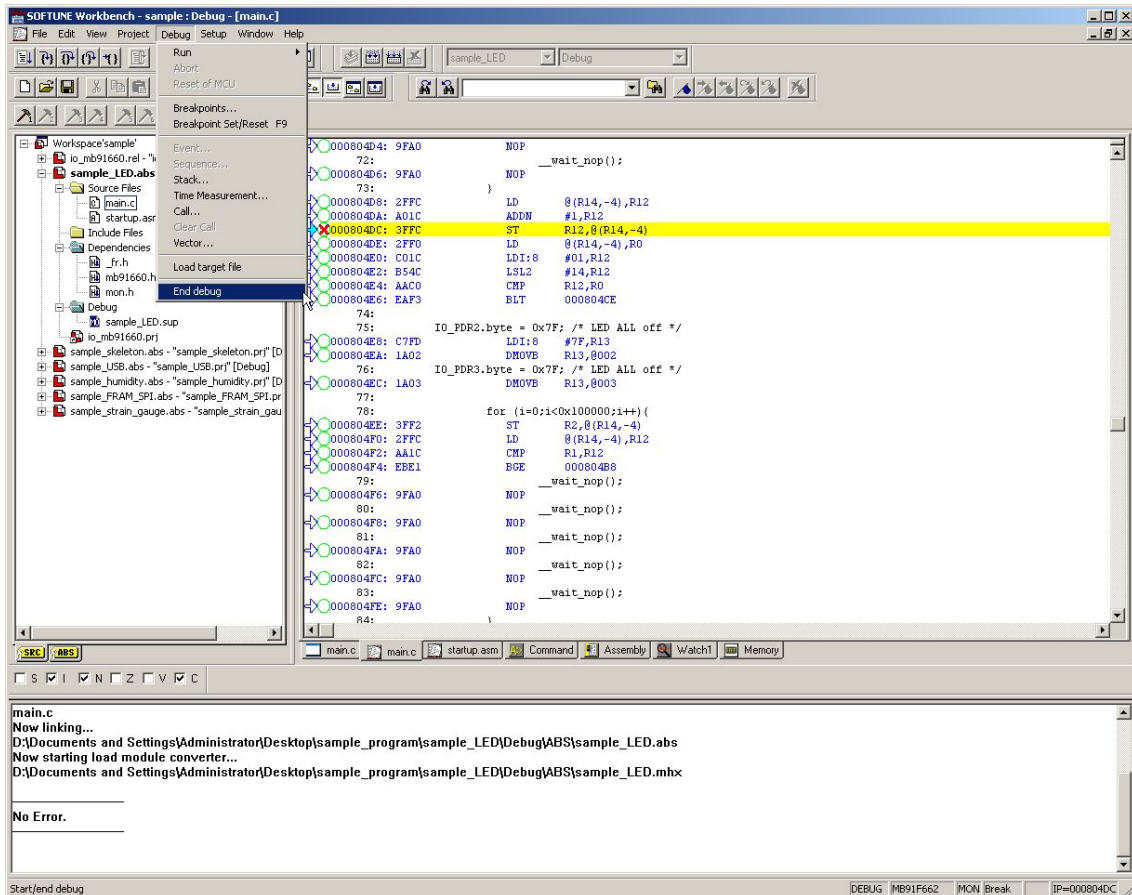 SOFTUNE Workbench - sample : Debug - [main.c]
File Edit View Project Debug Setup Window Help
sample_LED Debug
Run
Abort
Reset of MCU
Breakpoints...
Breakpoint Set/Reset F9
Event...
Sequence...
Stack...
Time Measurement...
Call...
Clear Call
Vector...
Load target file
End debug
Workspace'sample'
io_mb91660.rel - "i
sample_LED.abs
Source Files
main.c
startup.asm
Include Files
Dependencies
_fr.h
mb91660.h
mon.h
Debug
sample_LED.sup
io_mb91660.prj
sample_skeleton.abs - "sample_skeleton.prj" [D
sample_USB.abs - "sample_USB.prj" [Debug]
sample_humidity.abs - "sample_humidity.prj" [D
sample_FRAM_SPI.abs - "sample_FRAM_SPI.pr
sample_strain_gauge.abs - "sample_strain_gau
SRC ABS
000804D4: 9FA0 NOP
72: __wait_nop();
000804D6: 9FA0 NOP
73: }
000804D8: 2FFC LD @(R14,-4),R12
000804DA: A01C ADDN #1,R12
000804DC: 3FFC ST R12,@(R14,-4)
000804DE: 2FF0 LD @(R14,-4),R0
000804E0: C01C LDI:8 #01,R12
000804E2: B54C LSL2 #14,R12
000804E4: AAC0 CMP R12,R0
000804E6: EAF3 BLT 000804CE
74:
75: IO_PDR2.byte = 0x7F; /* LED ALL off */
000804E8: C7FD LDI:8 #7F,R13
000804EA: 1A02 DMOVB R13,@002
76: IO_PDR3.byte = 0x7F; /* LED ALL off */
000804EC: 1A03 DMOVB R13,@003
77:
78: for (i=0;i<0x100000;i++){
000804EE: 3FF2 ST R2,@(R14,-4)
000804F0: 2FFC LD @(R14,-4),R12
000804F2: AA1C CMP R1,R12
000804F4: EBE1 BGE 000804B8
79: __wait_nop();
000804F6: 9FA0 NOP
80: __wait_nop();
000804F8: 9FA0 NOP
81: __wait_nop();
000804FA: 9FA0 NOP
82: __wait_nop();
000804FC: 9FA0 NOP
83: __wait_nop();
000804FE: 9FA0 NOP
84: }
main.c main.c startup.asm Command Assembly Watch1 Memory
S I N Z V C
main.c
Now linking...
D:\Documents and Settings\Administrator\Desktop\sample_program\sample_LED\Debug\ABS\sample_LED.abs
Now starting load module converter...
D:\Documents and Settings\Administrator\Desktop\sample_program\sample_LED\Debug\ABS\sample_LED.mhx
No Error.
Start/end debug DEBUG MB91F662 MON Break IP=000804DC